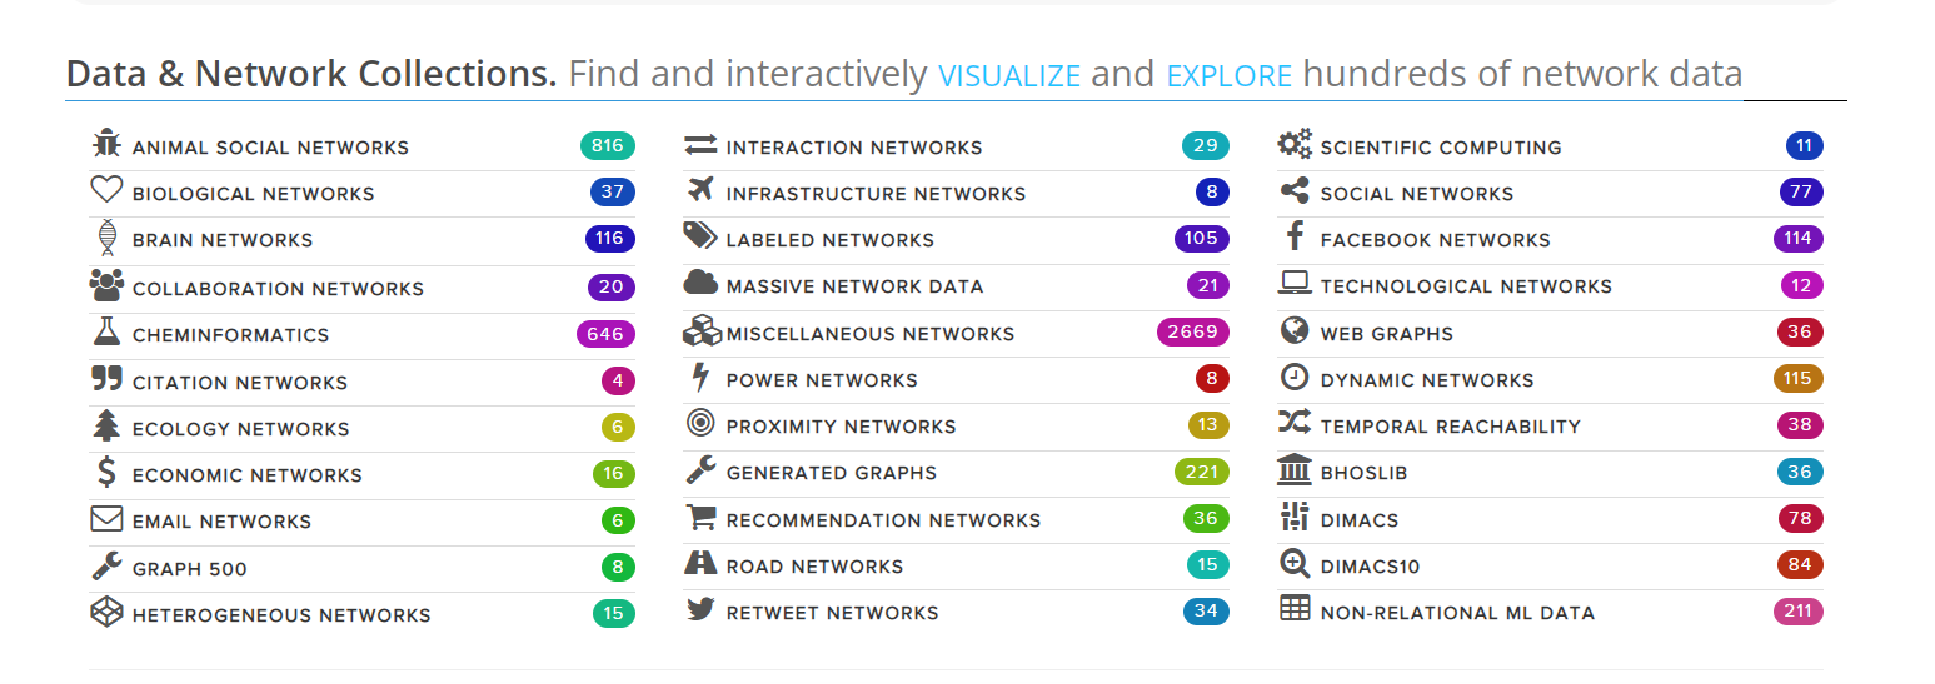 Data & Network Collections. Find and interactively VISUALIZE and EXPLORE hundreds of network data
ANIMAL SOCIAL NETWORKS 816
BIOLOGICAL NETWORKS 37
BRAIN NETWORKS 116
COLLABORATION NETWORKS 20
CHEMINFORMATICS 646
CITATION NETWORKS 4
ECOLOGY NETWORKS 6
ECONOMIC NETWORKS 16
EMAIL NETWORKS 6
GRAPH 500 8
HETEROGENEOUS NETWORKS 15
INTERACTION NETWORKS 29
INFRASTRUCTURE NETWORKS 8
LABELED NETWORKS 105
MASSIVE NETWORK DATA 21
MISCELLANEOUS NETWORKS 2669
POWER NETWORKS 8
PROXIMITY NETWORKS 13
GENERATED GRAPHS 221
RECOMMENDATION NETWORKS 36
ROAD NETWORKS 15
RETWEET NETWORKS 34
SCIENTIFIC COMPUTING 11
SOCIAL NETWORKS 77
FACEBOOK NETWORKS 114
TECHNOLOGICAL NETWORKS 12
WEB GRAPHS 36
DYNAMIC NETWORKS 115
TEMPORAL REACHABILITY 38
BHOSLIB 36
DIMACS 78
DIMACS10 84
NON-RELATIONAL ML DATA 211